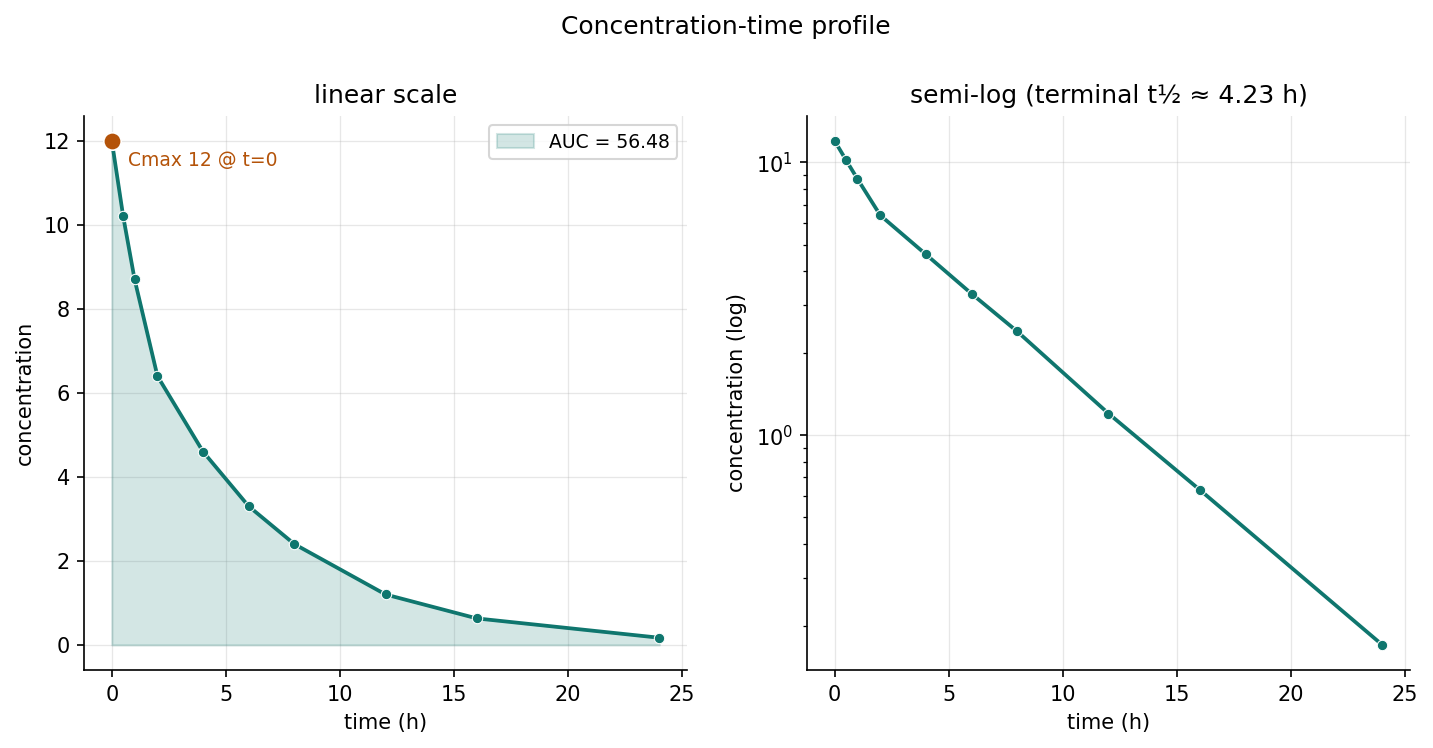 Concentration-time profile
linear scale
concentration
12
10
8
6
4
2
0
Cmax 12 @ t=0
AUC = 56.48
0 5 10 15 20 25
time (h)
semi-log (terminal t½ ≈ 4.23 h)
concentration (log)
10¹
10⁰
0 5 10 15 20 25
time (h)